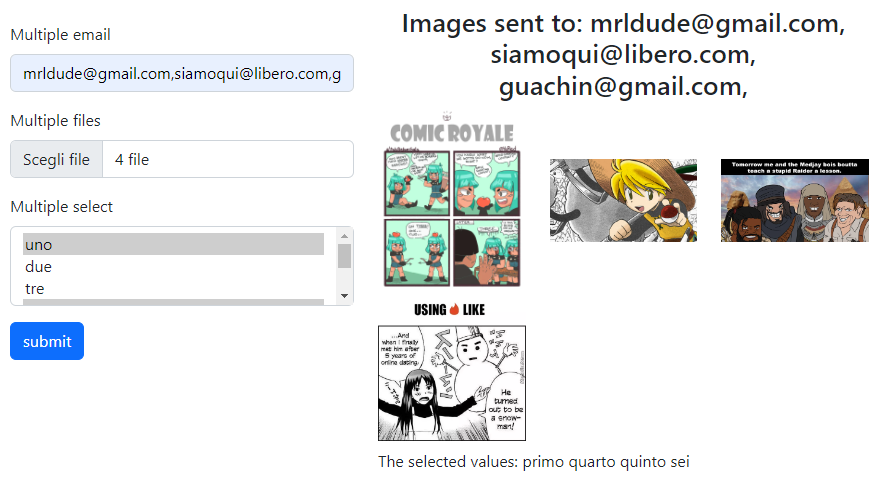 Multiple email
mrldude@gmail.com,siamoqui@libero.com,g
Multiple files
Scegli file 4 file
Multiple select
uno
due
tre
submit
Images sent to: mrldude@gmail.com,
siamoqui@libero.com,
guachin@gmail.com,
COMIC ROYALE
Tomorrow me and the Medjay bois boutta
teach a stupid Raider a lesson.
USING LIKE
...And
when I finally
met him after
5 years of
online dating.
He
turned
out to be
a snow-
man!
The selected values: primo quarto quinto sei